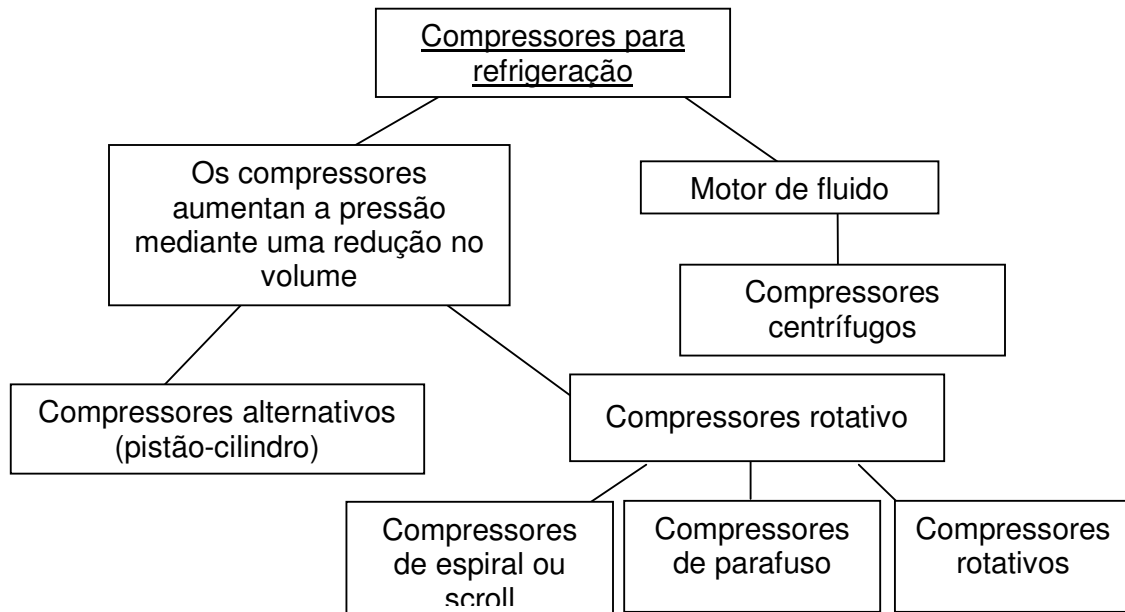 Compressores para
refrigeração
Os compressores
aumentan a pressão
mediante uma redução no
volume
Motor de fluido
Compressores
centrífugos
Compressores alternativos
(pistão-cilindro)
Compressores rotativo
Compressores
de espiral ou
scroll
Compressores
de parafuso
Compressores
rotativos